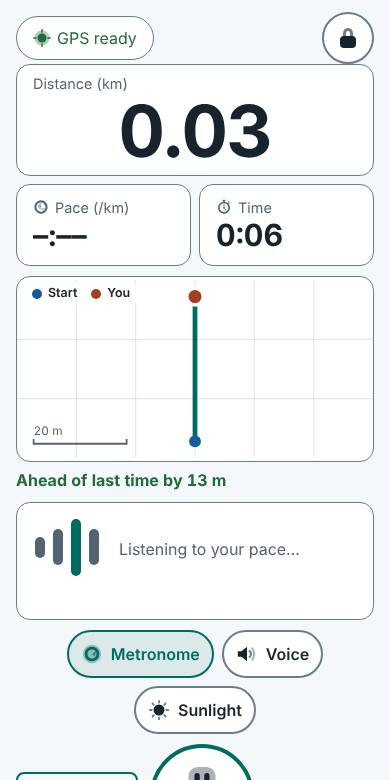 GPS ready
Distance (km)
0.03
Pace (/km)
–:––
Time
0:06
Start
You
20 m
Ahead of last time by 13 m
Listening to your pace...
Metronome
Voice
Sunlight